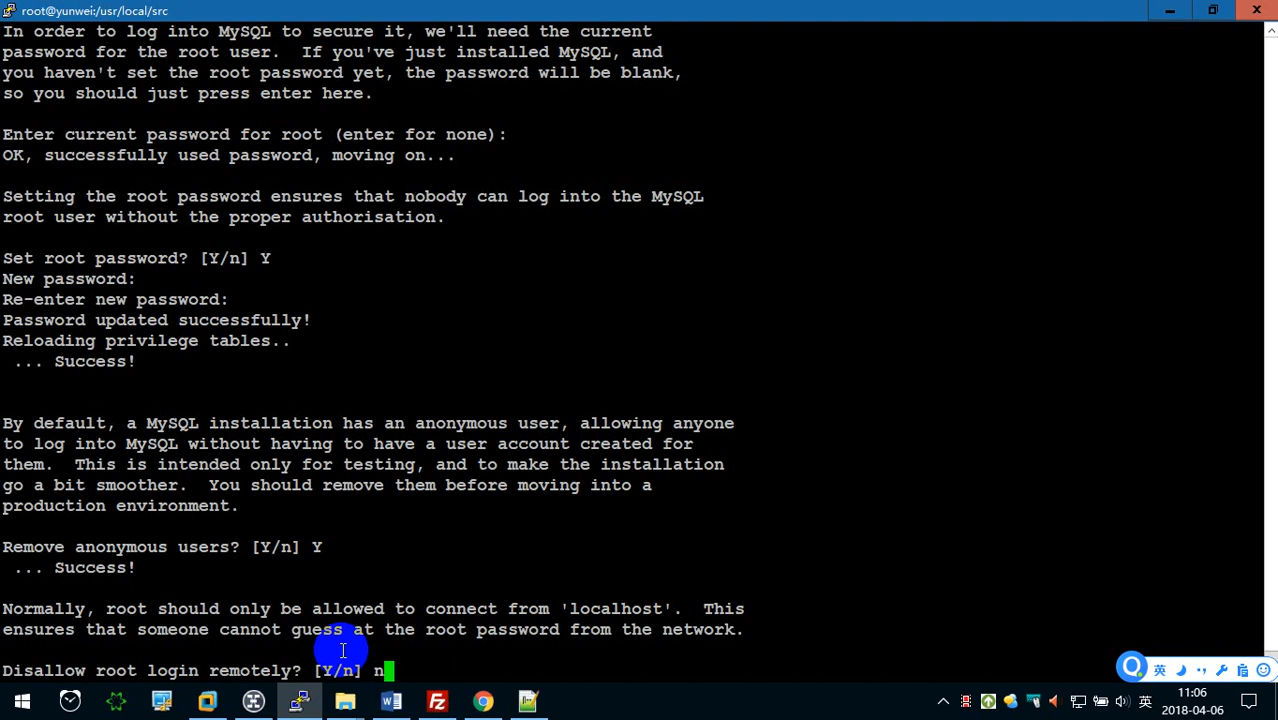 root@yunwei:/usr/local/src
In order to log into MySQL to secure it, we'll need the current
password for the root user.  If you've just installed MySQL, and
you haven't set the root password yet, the password will be blank,
so you should just press enter here.
Enter current password for root (enter for none):
OK, successfully used password, moving on...
Setting the root password ensures that nobody can log into the MySQL
root user without the proper authorisation.
Set root password? [Y/n] Y
New password:
Re-enter new password:
Password updated successfully!
Reloading privilege tables..
 ... Success!
By default, a MySQL installation has an anonymous user, allowing anyone
to log into MySQL without having to have a user account created for
them.  This is intended only for testing, and to make the installation
go a bit smoother.  You should remove them before moving into a
production environment.
Remove anonymous users? [Y/n] Y
 ... Success!
Normally, root should only be allowed to connect from 'localhost'.  This
ensures that someone cannot guess at the root password from the network.
Disallow root login remotely? [Y/n] n
英
英
11:06
2018-04-06